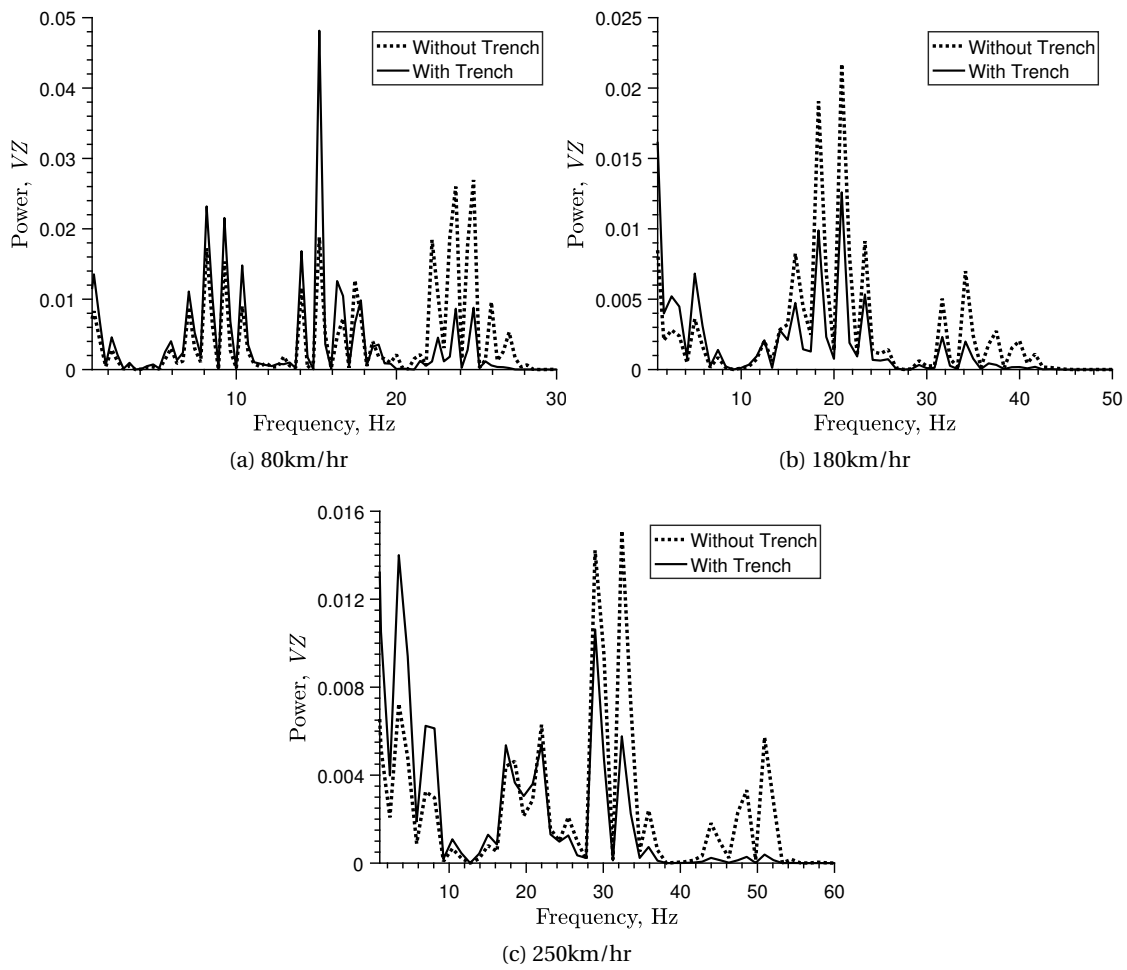 0.05
0.04
0.03
0.02
0.01
0
Power, VZ
Without Trench
With Trench
10
20
30
Frequency, Hz
(a) 80km/hr
0.025
0.02
0.015
0.01
0.005
0
Power, VZ
Without Trench
With Trench
10
20
30
40
50
Frequency, Hz
(b) 180km/hr
0.016
0.012
0.008
0.004
0
Power, VZ
Without Trench
With Trench
10
20
30
40
50
60
Frequency, Hz
(c) 250km/hr